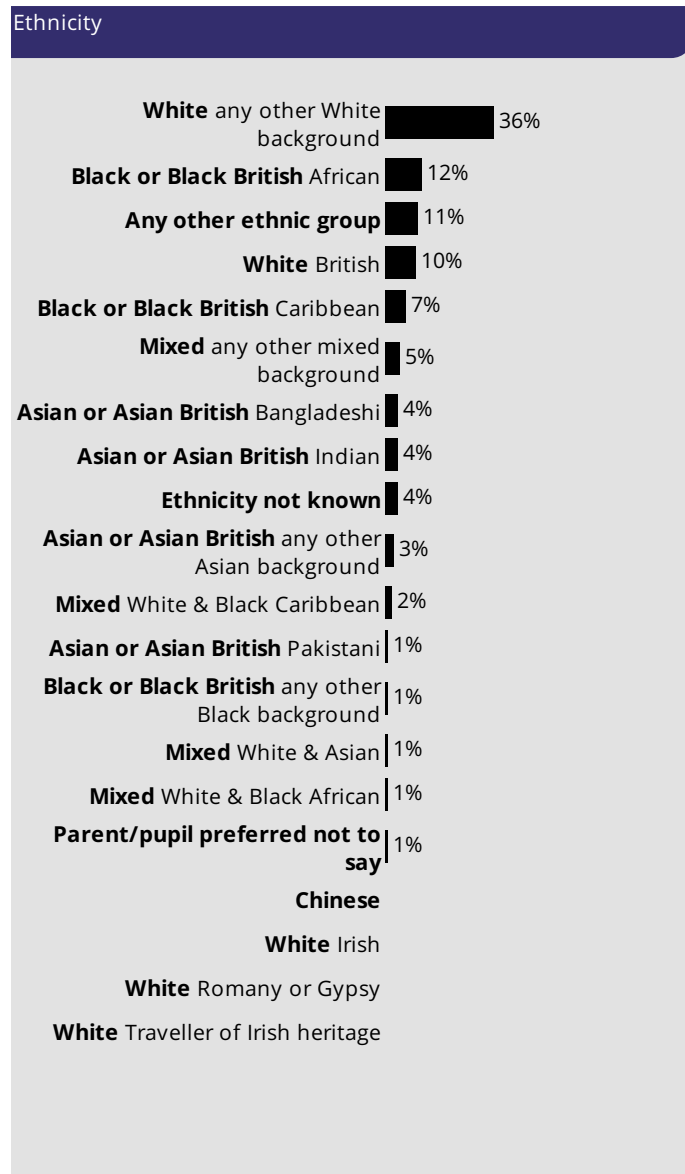 Ethnicity
White any other White
background
36%
Black or Black British African
12%
Any other ethnic group
11%
White British
10%
Black or Black British Caribbean
7%
Mixed any other mixed
background
5%
Asian or Asian British Bangladeshi
4%
Asian or Asian British Indian
4%
Ethnicity not known
4%
Asian or Asian British any other
Asian background
3%
Mixed White & Black Caribbean
2%
Asian or Asian British Pakistani
1%
Black or Black British any other
Black background
1%
Mixed White & Asian
1%
Mixed White & Black African
1%
Parent/pupil preferred not to
say
1%
Chinese
White Irish
White Romany or Gypsy
White Traveller of Irish heritage